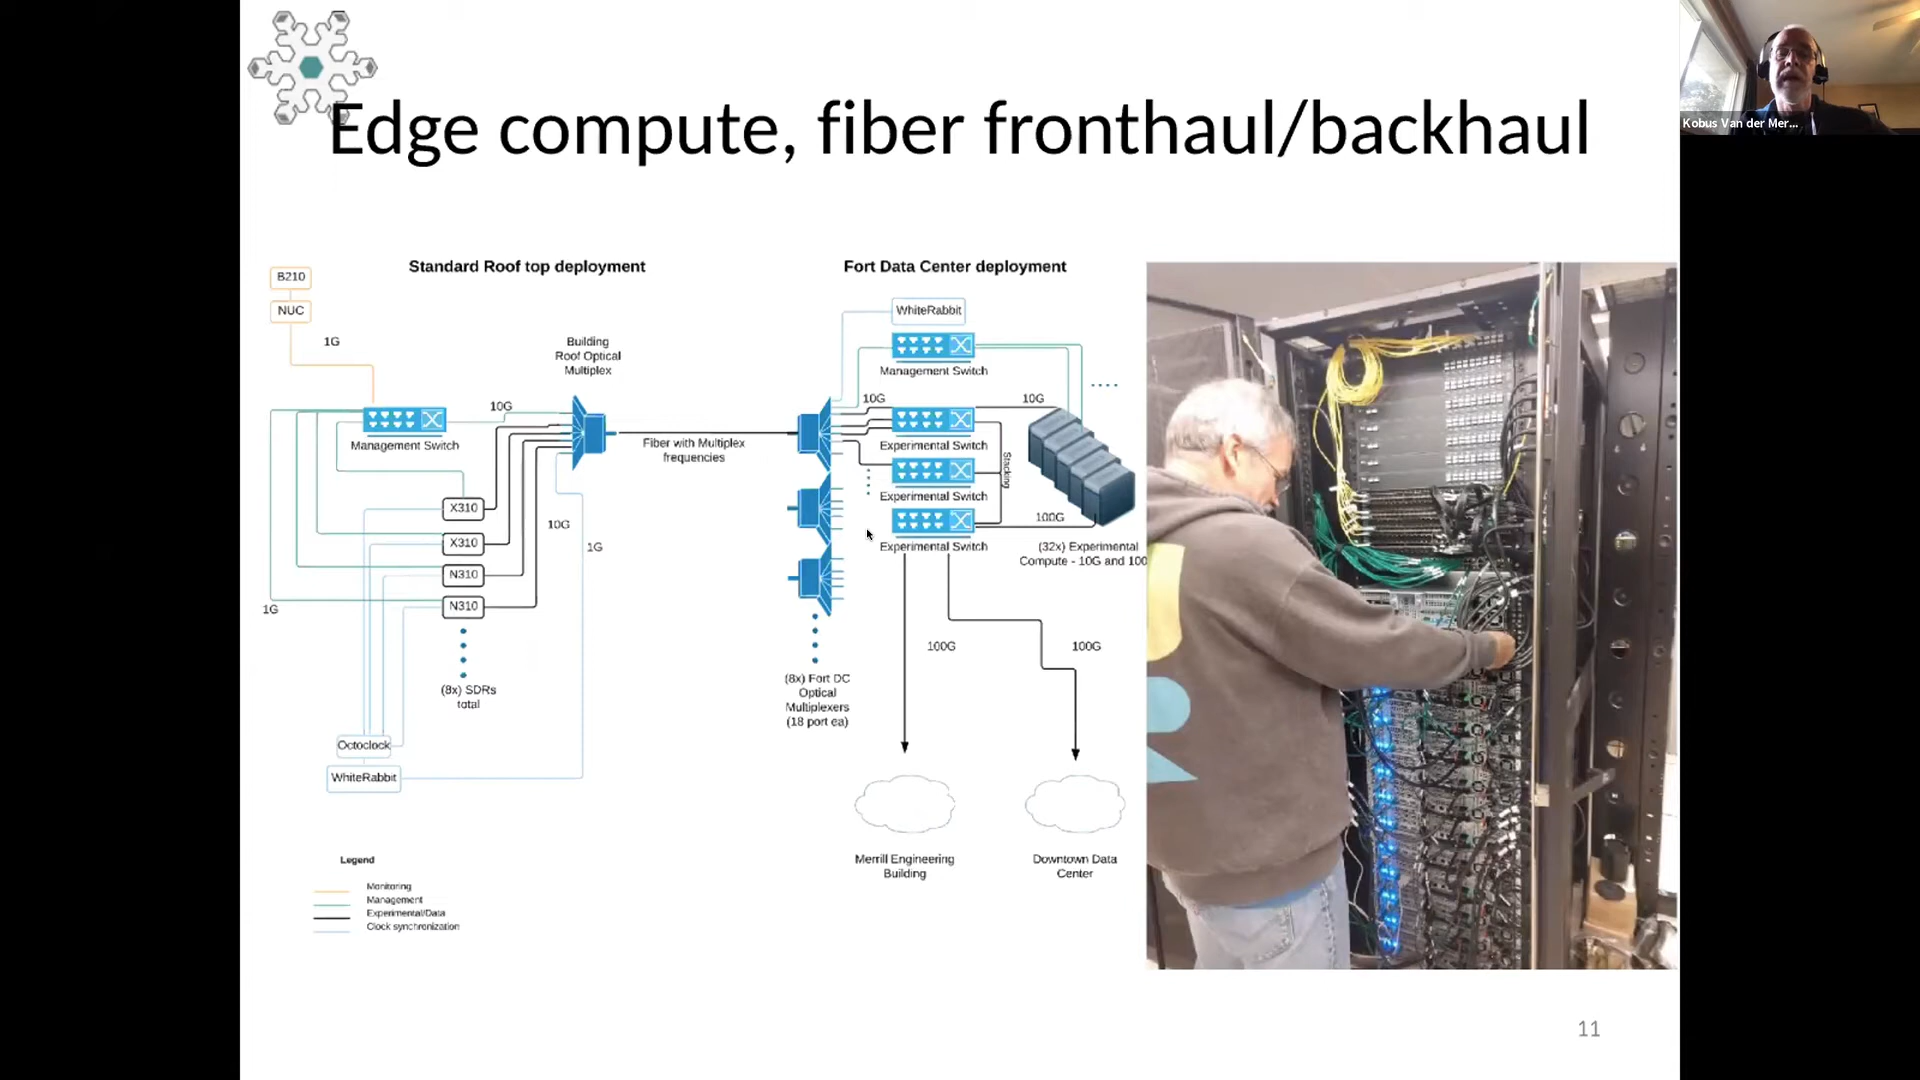 Edge compute, fiber fronthaul/backhaul
Kobus Van der Mer...
Standard Roof top deployment
Fort Data Center deployment
B210
NUC
1G
Building
Roof Optical
Multiplex
WhiteRabbit
Management Switch
10G
Management Switch
Fiber with Multiplex
frequencies
10G
10G
Experimental Switch
Experimental Switch
Experimental Switch
Stacking
100G
(32x) Experimental
Compute - 10G and 100
X310
X310
N310
N310
10G
1G
1G
(8x) SDRs
total
Octoclock
WhiteRabbit
(8x) Fort DC
Optical
Multiplexers
(18 port ea)
100G
100G
Merrill Engineering
Building
Downtown Data
Center
Legend
Monitoring
Management
Experimental/Data
Clock synchronization
11